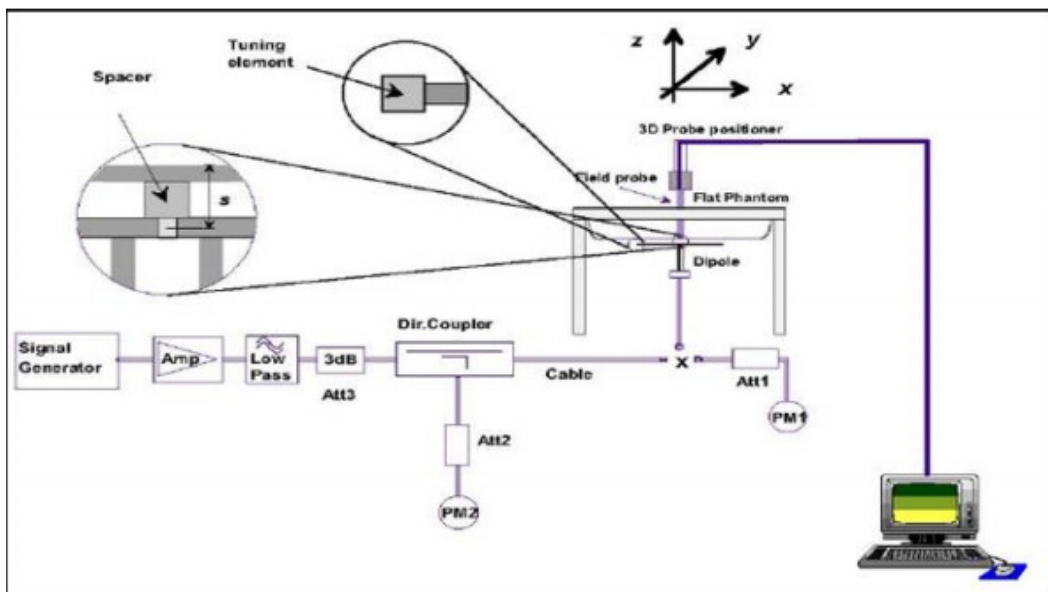 Tuning
element
Spacer
s
z
y
x
3D Probe positioner
Field probe
Flat Phantom
Dipole
Signal
Generator
Amp
Low
Pass
3dB
Att3
Dir.Coupler
Cable
X
Att1
PM1
Att2
PM2